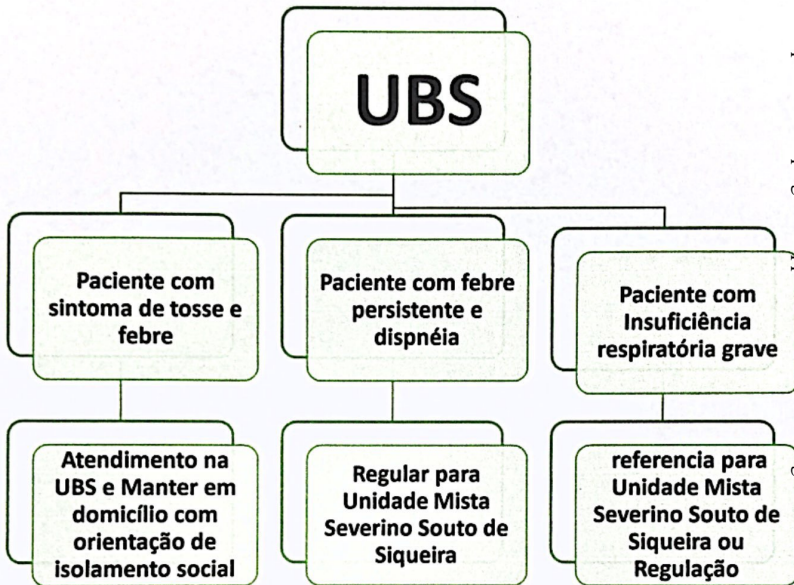 UBS
Paciente com
sintoma de tosse e
febre
Paciente com febre
persistente e
dispnéia
Paciente com
Insuficiência
respiratória grave
Atendimento na
UBS e Manter em
domicílio com
orientação de
isolamento social
Regular para
Unidade Mista
Severino Souto de
Siqueira
referencia para
Unidade Mista
Severino Souto de
Siqueira ou
Regulação